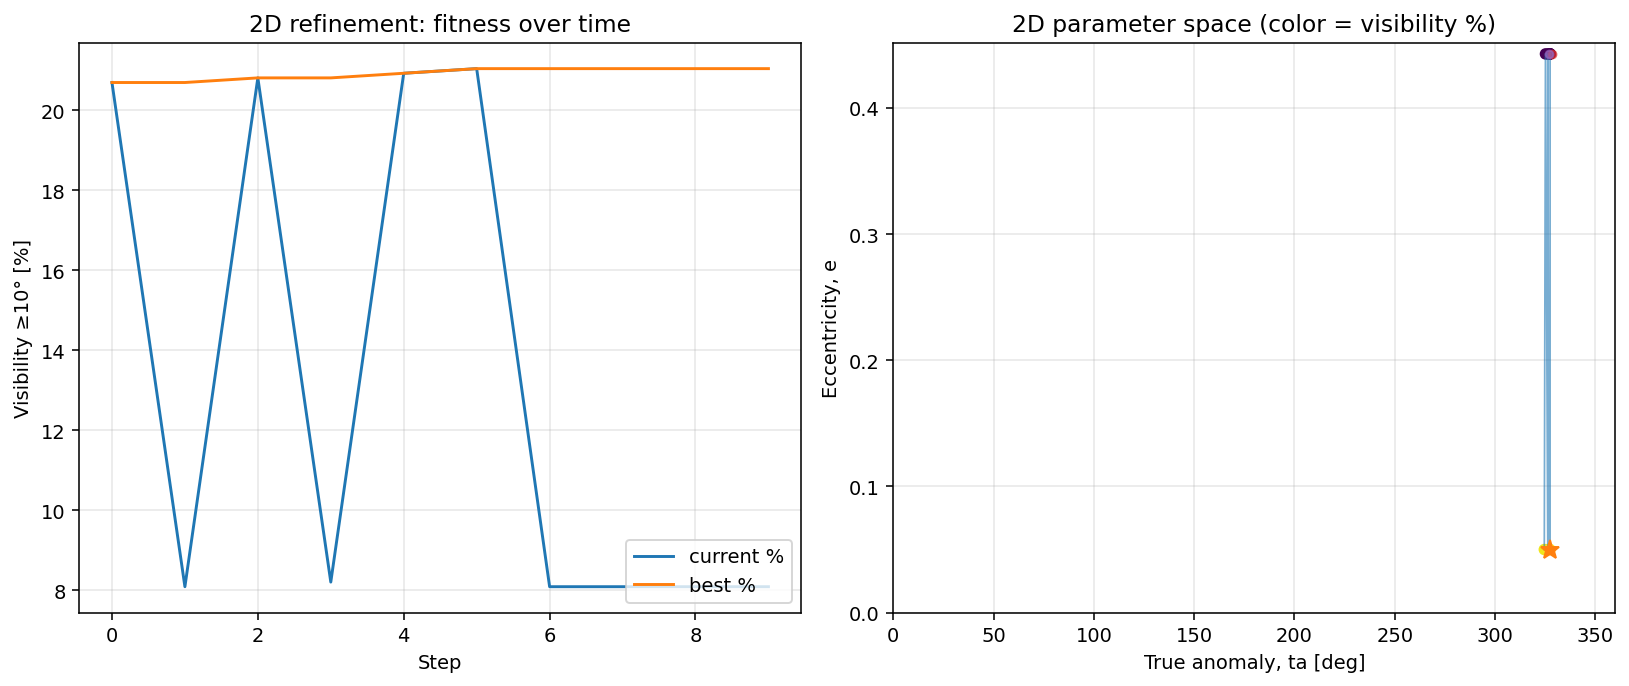 2D refinement: fitness over time
Visibility ≥10° [%]
20
18
16
14
12
10
8
0 2 4 6 8
Step
current %
best %
2D parameter space (color = visibility %)
Eccentricity, e
0.4
0.3
0.2
0.1
0.0
0 50 100 150 200 250 300 350
True anomaly, ta [deg]